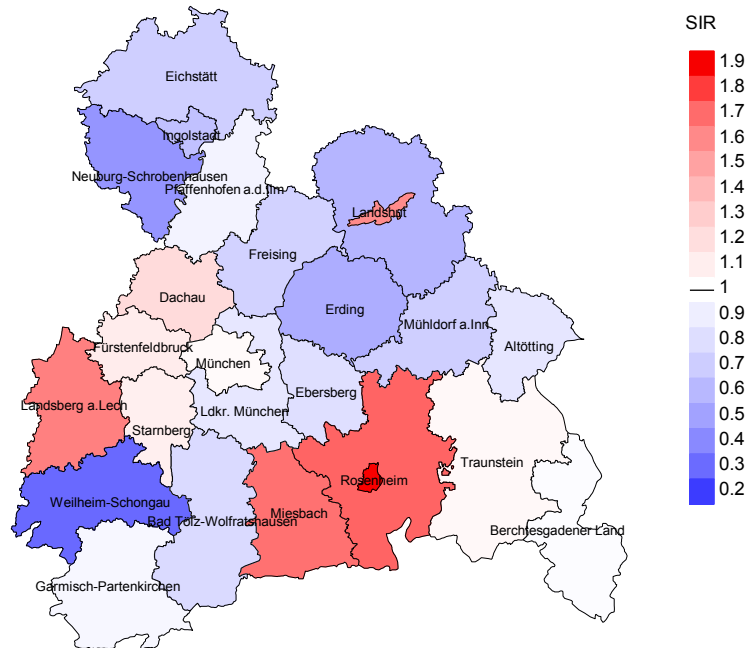 SIR
1.9
1.8
1.7
1.6
1.5
1.4
1.3
1.2
1.1
1
0.9
0.8
0.7
0.6
0.5
0.4
0.3
0.2
Eichstätt
Ingolstadt
Neuburg-Schrobenhausen
Pfaffenhofen a.d.Ilm
Landshut
Freising
Dachau
Erding
Mühldorf a.Inn
Altötting
Fürstenfeldbruck
München
Ebersberg
Landsberg a.Lech
Ldkr. München
Starnberg
Traunstein
Rosenheim
Weilheim-Schongau
Miesbach
Bad Tölz-Wolfratshausen
Berchtesgadener Land
Garmisch-Partenkirchen